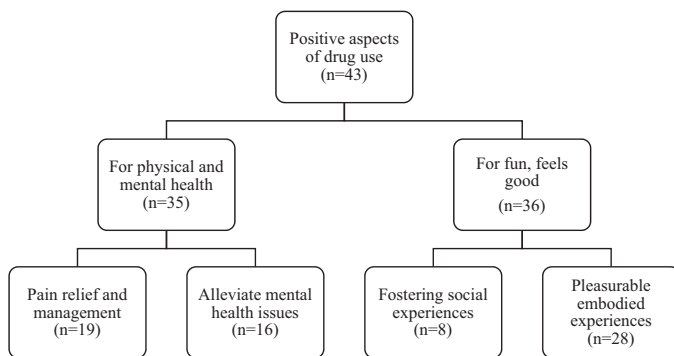 Positive aspects
of drug use
(n=43)
For physical and
mental health
(n=35)
For fun, feels
good
(n=36)
Pain relief and
management
(n=19)
Alleviate mental
health issues
(n=16)
Fostering social
experiences
(n=8)
Pleasurable
embodied
experiences
(n=28)